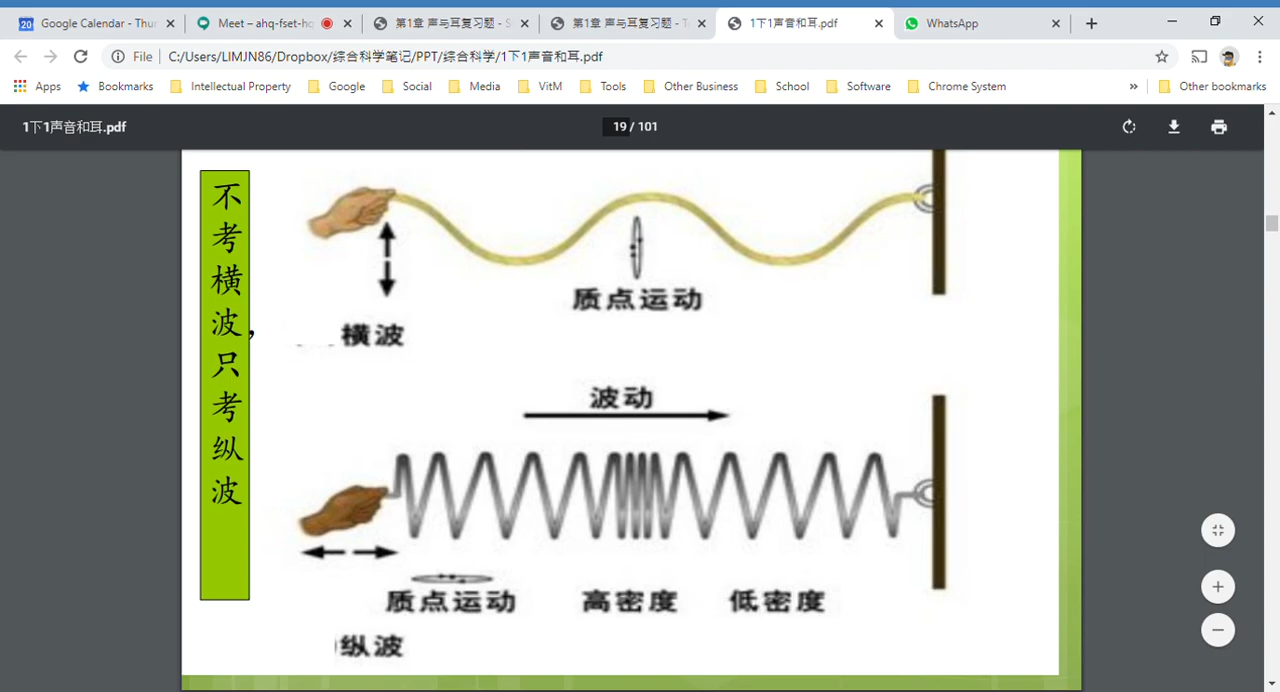 20
Google Calendar - Thur
Meet – ahq-fset-hq
第1章 声与耳复习题 - S
第1章 声与耳复习题 - T
1下1声音和耳.pdf
WhatsApp
File
C:/Users/LIMJN86/Dropbox/综合科学笔记/PPT/综合科学/1下1声音和耳.pdf
Apps
Bookmarks
Intellectual Property
Google
Social
Media
VitM
Tools
Other Business
School
Software
Chrome System
»
Other bookmarks
1下1声音和耳.pdf
19 / 101
不考横波，只考纵波
质点运动
横波
波动
质点运动
高密度
低密度
纵波